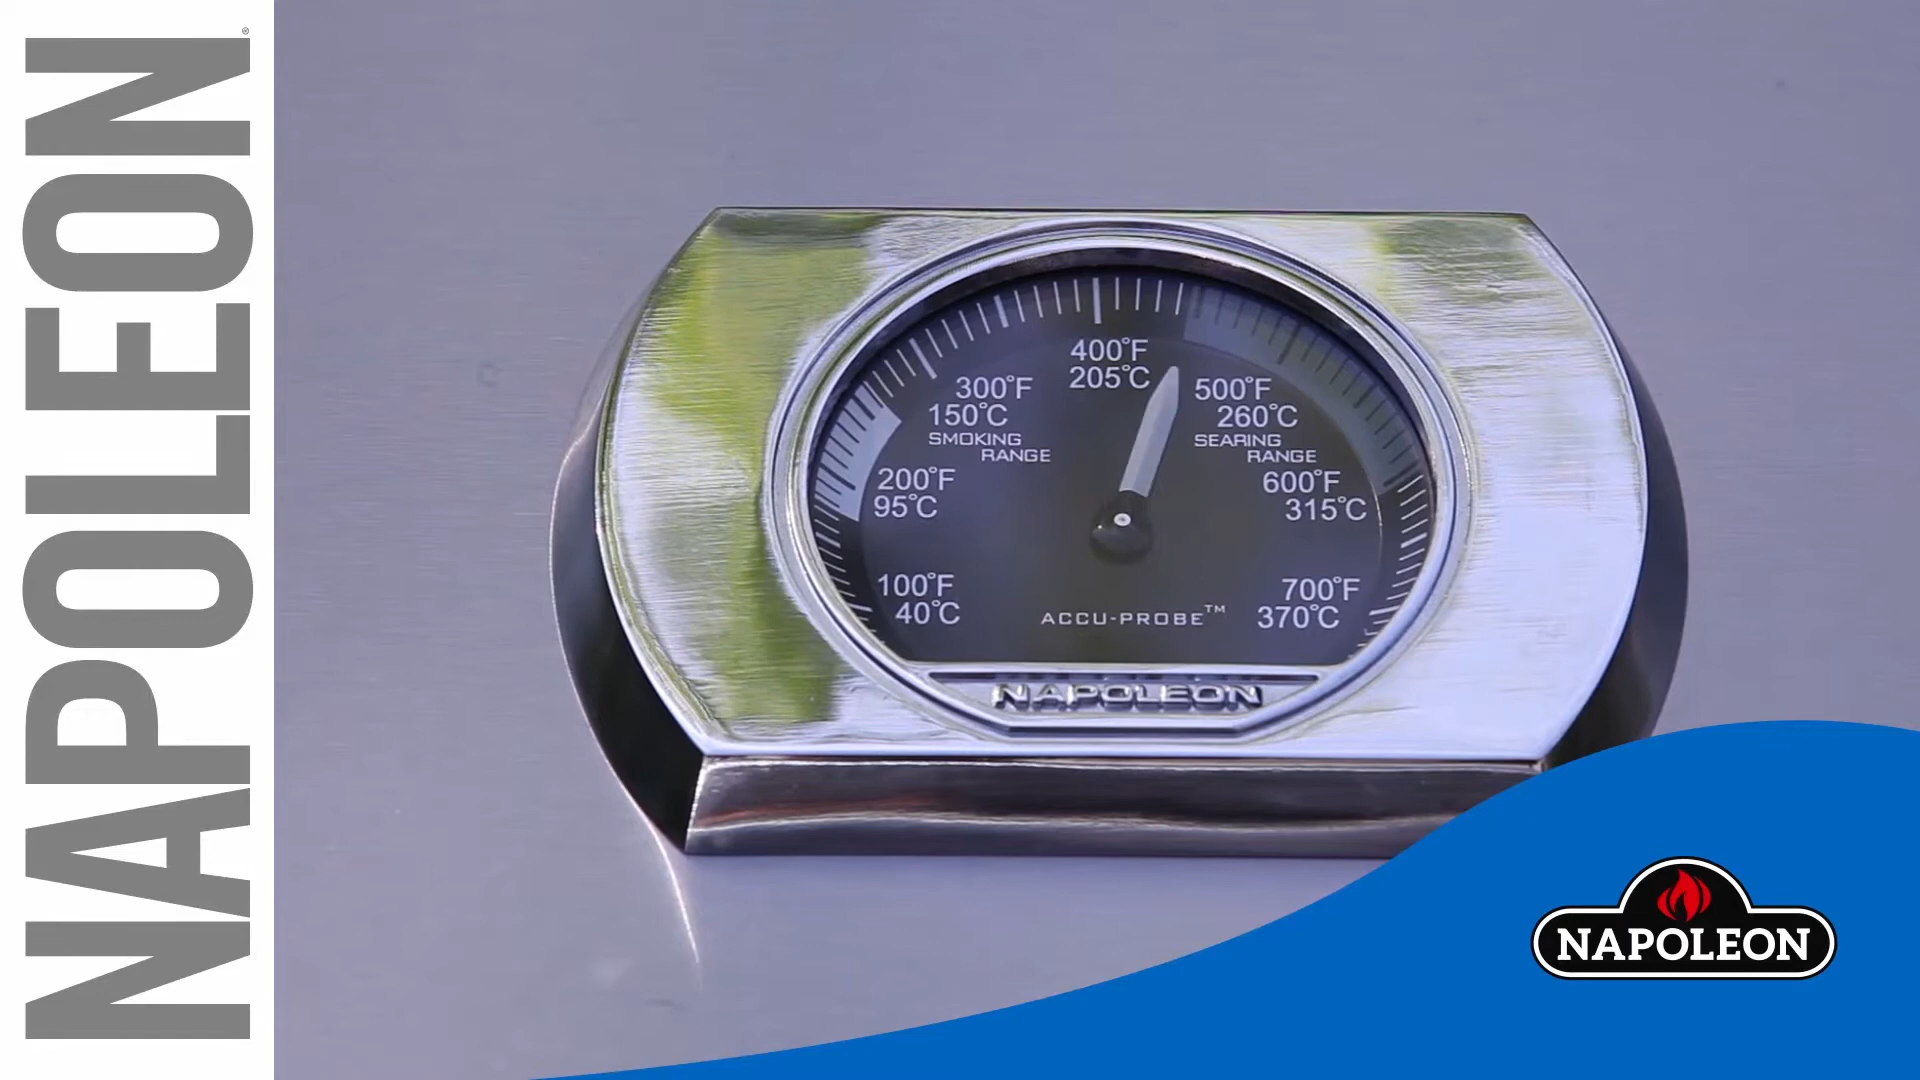 NAPOLEON®
400°F
205°C
300°F
150°C
SMOKING
RANGE
500°F
260°C
SEARING
RANGE
200°F
95°C
600°F
315°C
100°F
40°C
700°F
370°C
ACCU-PROBE™
NAPOLEON
NAPOLEON